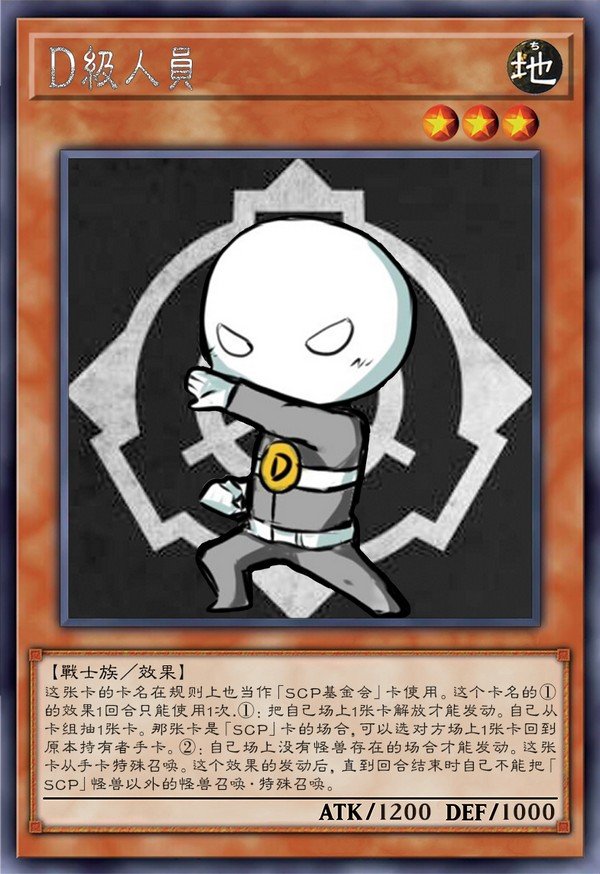 D級人員
ち
地
D
【戰士族／效果】
这张卡的卡名在规则上也当作「SCP基金会」卡使用。这个卡名的①
的效果1回合只能使用1次.①：把自己场上1张卡解放才能发动。自己从
卡组抽1张卡。那张卡是「SCP」卡的场合,可以选对方场上1张卡回到
原本持有者手卡。②：自己场上没有怪兽存在的场合才能发动。这张
卡从手卡特殊召唤。这个效果的发动后,直到回合结束时自己不能把「
SCP」怪兽以外的怪兽召唤·特殊召唤。
ATK/1200 DEF/1000